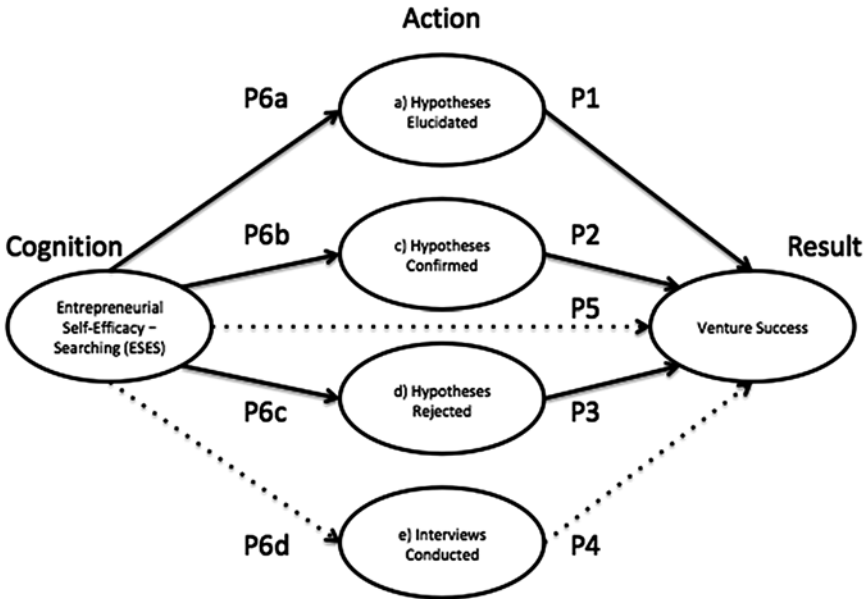 Action
P6a
a) Hypotheses
Elucidated
P1
Cognition
P6b
c) Hypotheses
Confirmed
P2
Result
Entrepreneurial
Self-Efficacy –
Searching (ESES)
P5
Venture Success
P6c
d) Hypotheses
Rejected
P3
P6d
e) Interviews
Conducted
P4